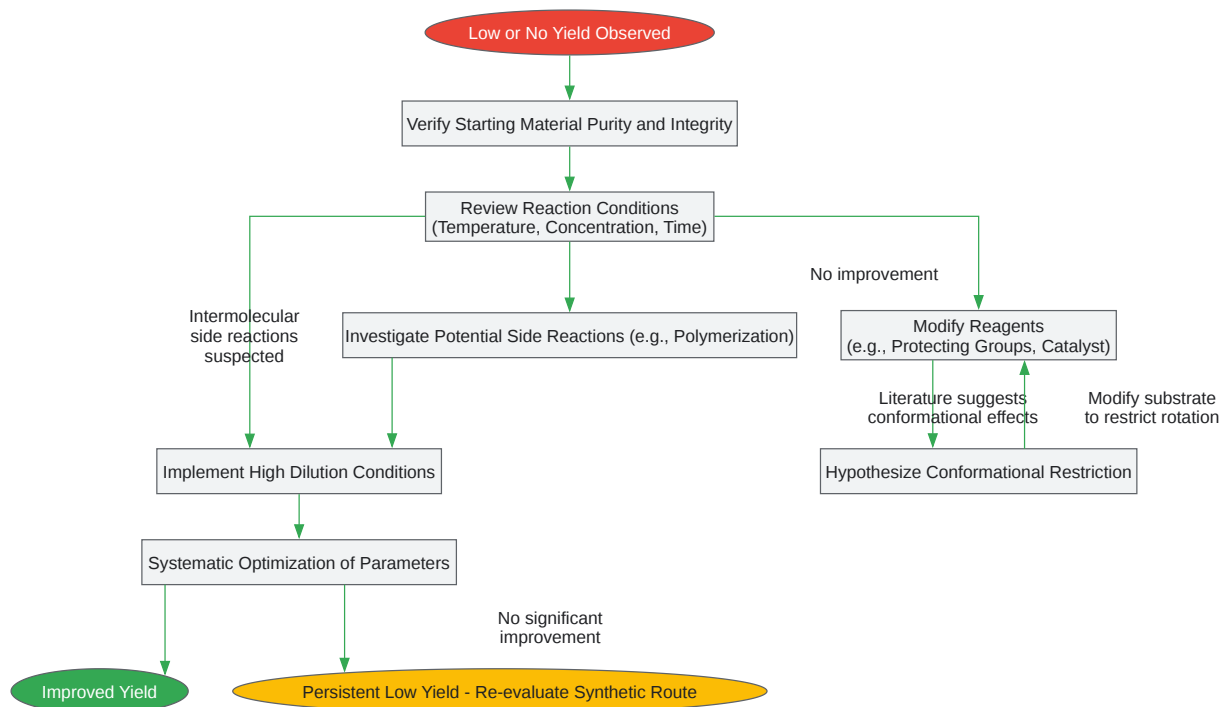 Low or No Yield Observed
Verify Starting Material Purity and Integrity
Review Reaction Conditions
(Temperature, Concentration, Time)
No improvement
Intermolecular
side reactions
suspected
Investigate Potential Side Reactions (e.g., Polymerization)
Modify Reagents
(e.g., Protecting Groups, Catalyst)
Literature suggests
conformational effects
Modify substrate
to restrict rotation
Implement High Dilution Conditions
Hypothesize Conformational Restriction
Systematic Optimization of Parameters
No significant
improvement
Improved Yield
Persistent Low Yield - Re-evaluate Synthetic Route